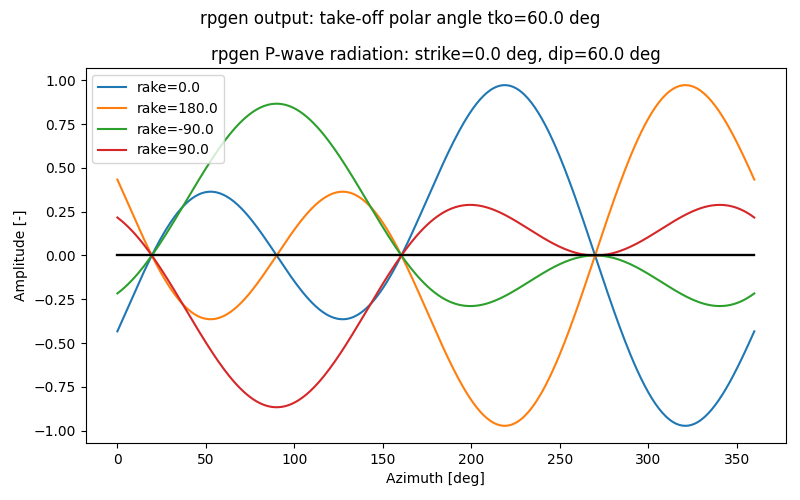 rpgen output: take-off polar angle tko=60.0 deg
rpgen P-wave radiation: strike=0.0 deg, dip=60.0 deg
1.00
0.75
0.50
0.25
0.00
−0.25
−0.50
−0.75
−1.00
Amplitude [-]
rake=0.0
rake=180.0
rake=-90.0
rake=90.0
0 50 100 150 200 250 300 350
Azimuth [deg]